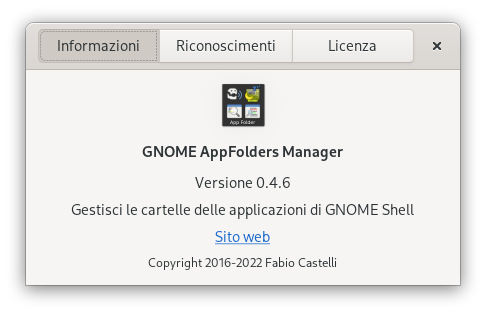 Informazioni Riconoscimenti Licenza
App Folder
GNOME AppFolders Manager
Versione 0.4.6
Gestisci le cartelle delle applicazioni di GNOME Shell
Sito web
Copyright 2016-2022 Fabio Castelli